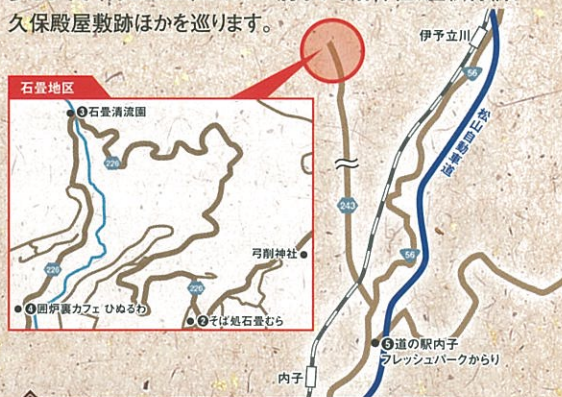 久保殿屋敷跡ほかを巡ります。
伊予立川
56
石畳地区
❸石畳清流園
226
松山自動車道
243
弓削神社
56
226
226
❹囲炉裏カフェ ひぬるわ
❷そば処石畳むら
❺道の駅内子
フレッシュパークからり
内子